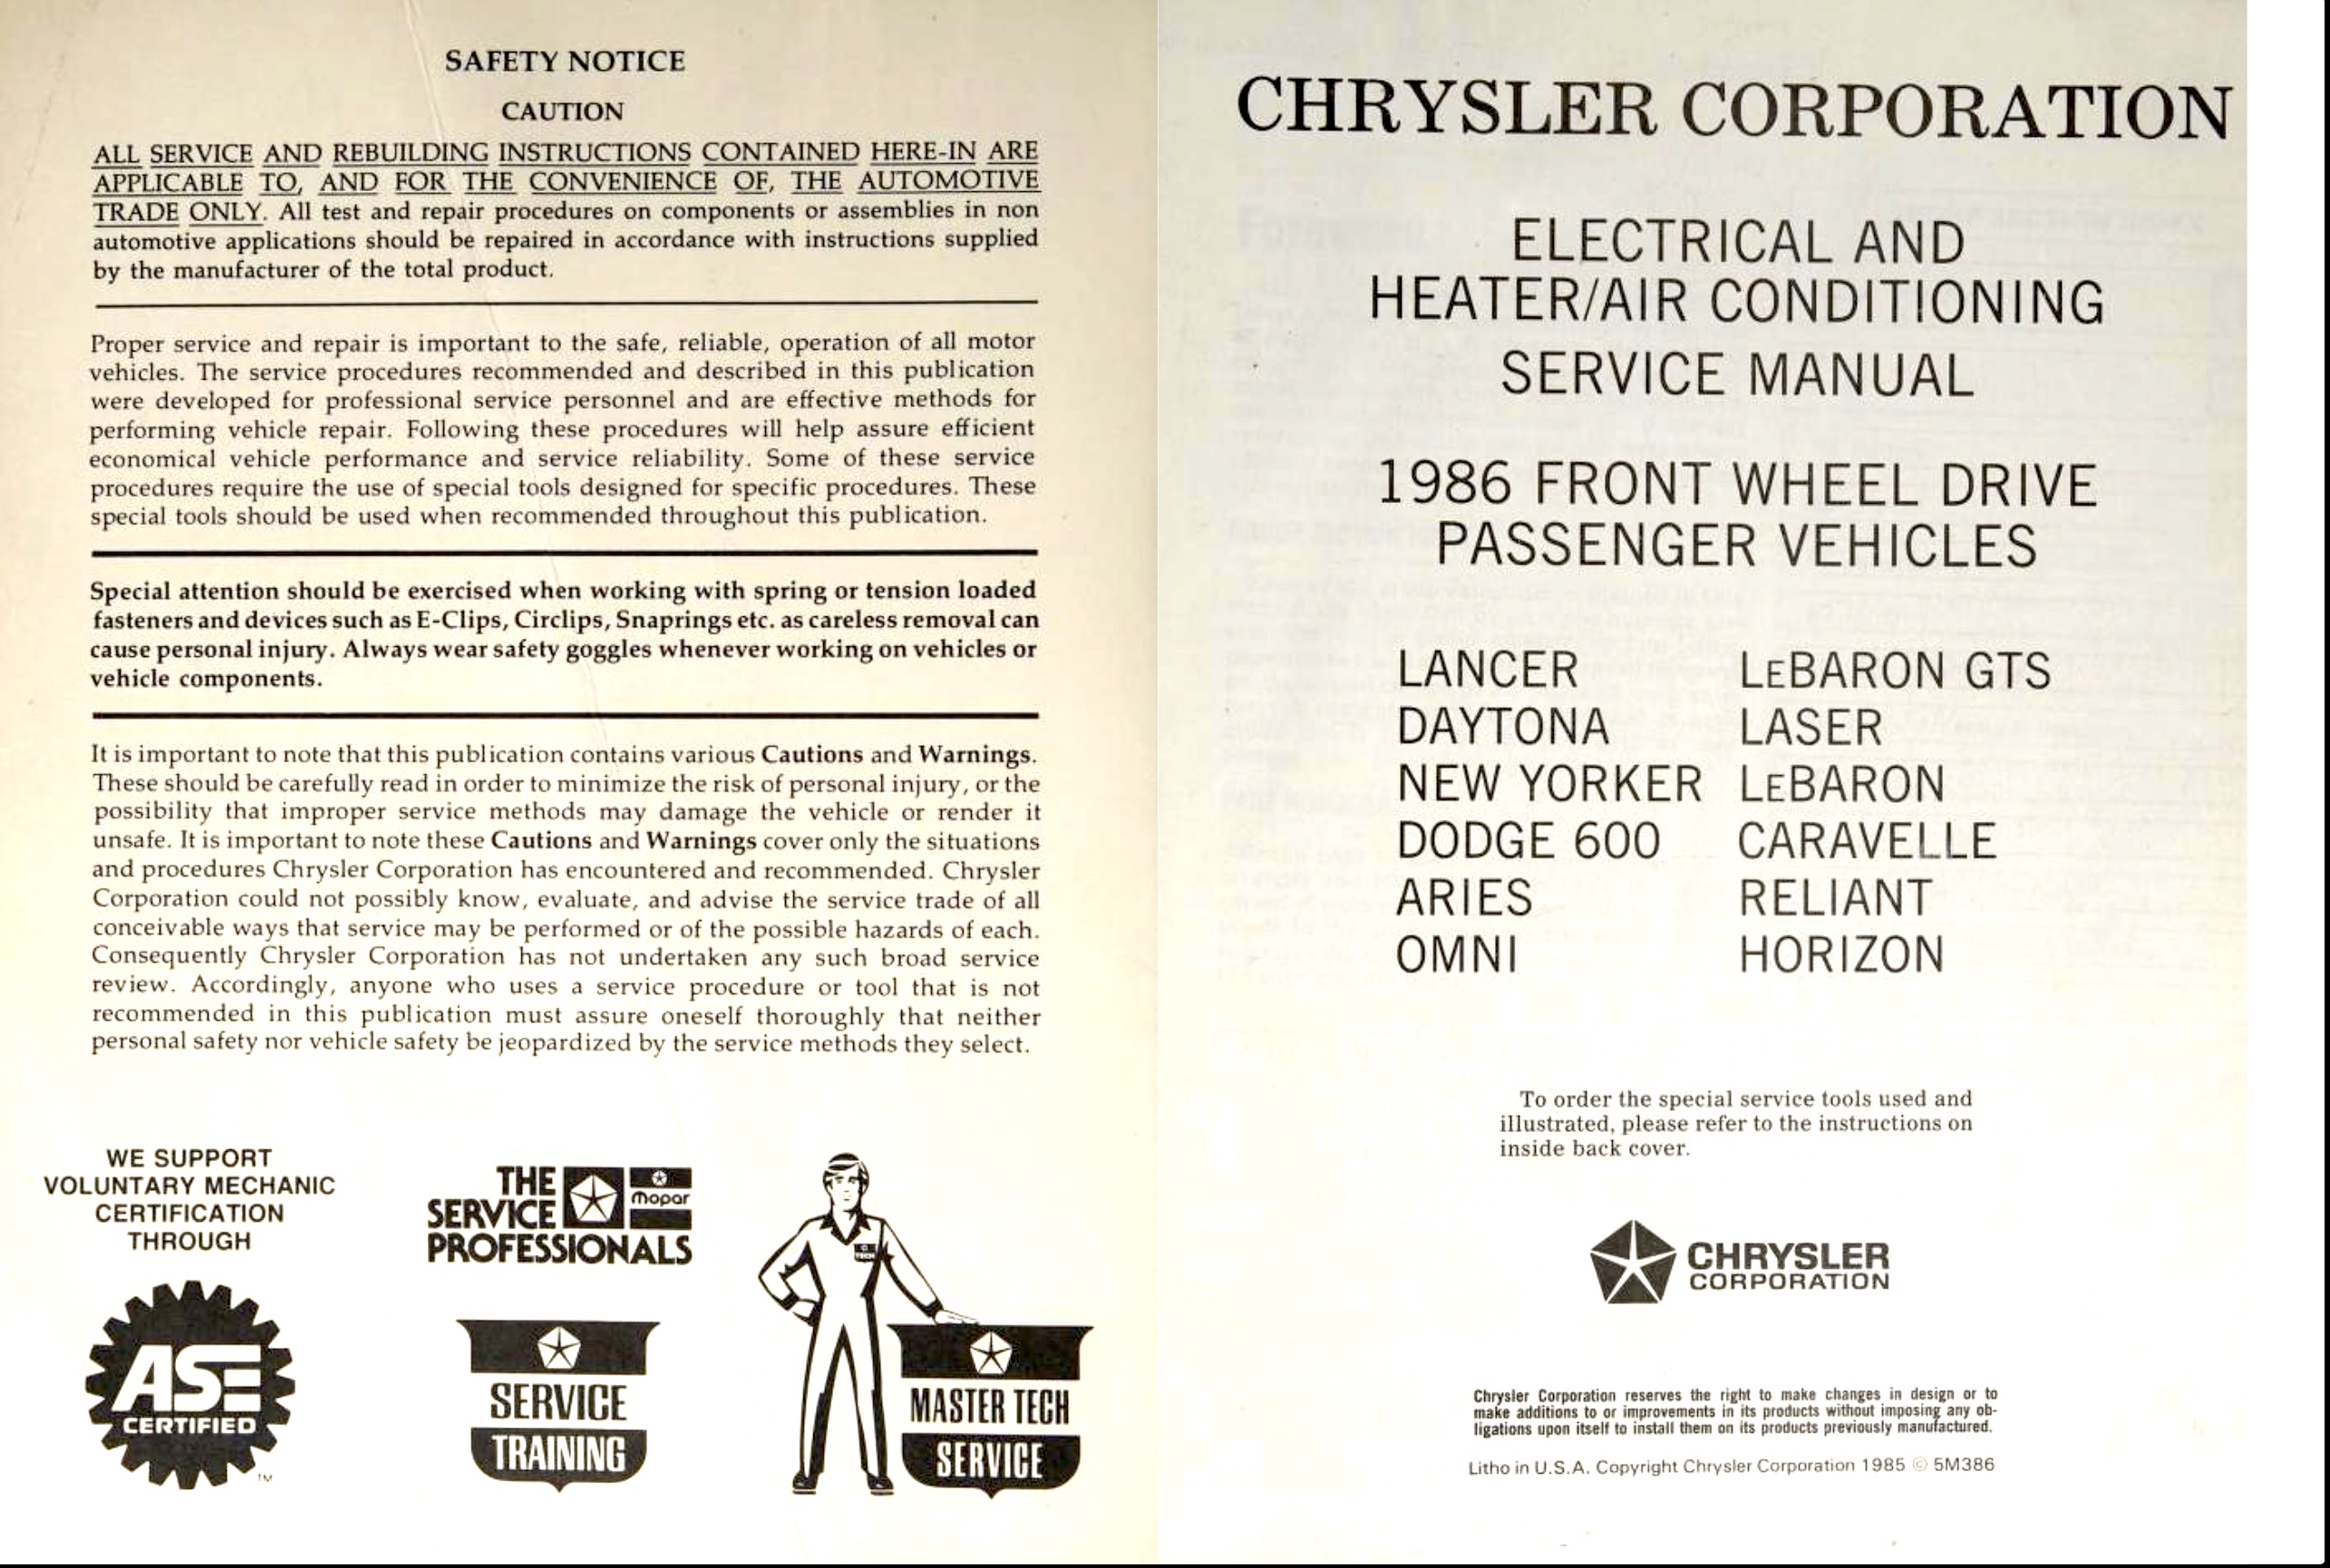 SAFETY NOTICE
CAUTION
ALL SERVICE AND REBUILDING INSTRUCTIONS CONTAINED HERE-IN ARE
APPLICABLE TO, AND FOR THE CONVENIENCE OF, THE AUTOMOTIVE
TRADE ONLY. All test and repair procedures on components or assemblies in non
automotive applications should be repaired in accordance with instructions supplied
by the manufacturer of the total product.
Proper service and repair is important to the safe, reliable, operation of all motor
vehicles. The service procedures recommended and described in this publication
were developed for professional service personnel and are effective methods for
performing vehicle repair. Following these procedures will help assure efficient
economical vehicle performance and service reliability. Some of these service
procedures require the use of special tools designed for specific procedures. These
special tools should be used when recommended throughout this publication.
Special attention should be exercised when working with spring or tension loaded
fasteners and devices such as E-Clips, Circlips, Snaprings etc. as careless removal can
cause personal injury. Always wear safety goggles whenever working on vehicles or
vehicle components.
It is important to note that this publication contains various Cautions and Warnings.
These should be carefully read in order to minimize the risk of personal injury, or the
possibility that improper service methods may damage the vehicle or render it
unsafe. It is important to note these Cautions and Warnings cover only the situations
and procedures Chrysler Corporation has encountered and recommended. Chrysler
Corporation could not possibly know, evaluate, and advise the service trade of all
conceivable ways that service may be performed or of the possible hazards of each.
Consequently Chrysler Corporation has not undertaken any such broad service
review. Accordingly, anyone who uses a service procedure or tool that is not
recommended in this publication must assure oneself thoroughly that neither
personal safety nor vehicle safety be jeopardized by the service methods they select.
WE SUPPORT
VOLUNTARY MECHANIC
CERTIFICATION
THROUGH
ASE
CERTIFIED
TM
THE
SERVICE
PROFESSIONALS
Mopar
SERVICE
TRAINING
MASTER TECH
SERVICE
CHRYSLER CORPORATION
ELECTRICAL AND
HEATER/AIR CONDITIONING
SERVICE MANUAL
1986 FRONT WHEEL DRIVE
PASSENGER VEHICLES
LANCER LEBARON GTS
DAYTONA LASER
NEW YORKER LEBARON
DODGE 600 CARAVELLE
ARIES RELIANT
OMNI HORIZON
To order the special service tools used and
illustrated, please refer to the instructions on
inside back cover.
CHRYSLER
CORPORATION
Chrysler Corporation reserves the right to make changes in design or to
make additions to or improvements in its products without imposing any ob-
ligations upon itself to install them on its products previously manufactured.
Litho in U.S.A. Copyright Chrysler Corporation 1985 © 5M386